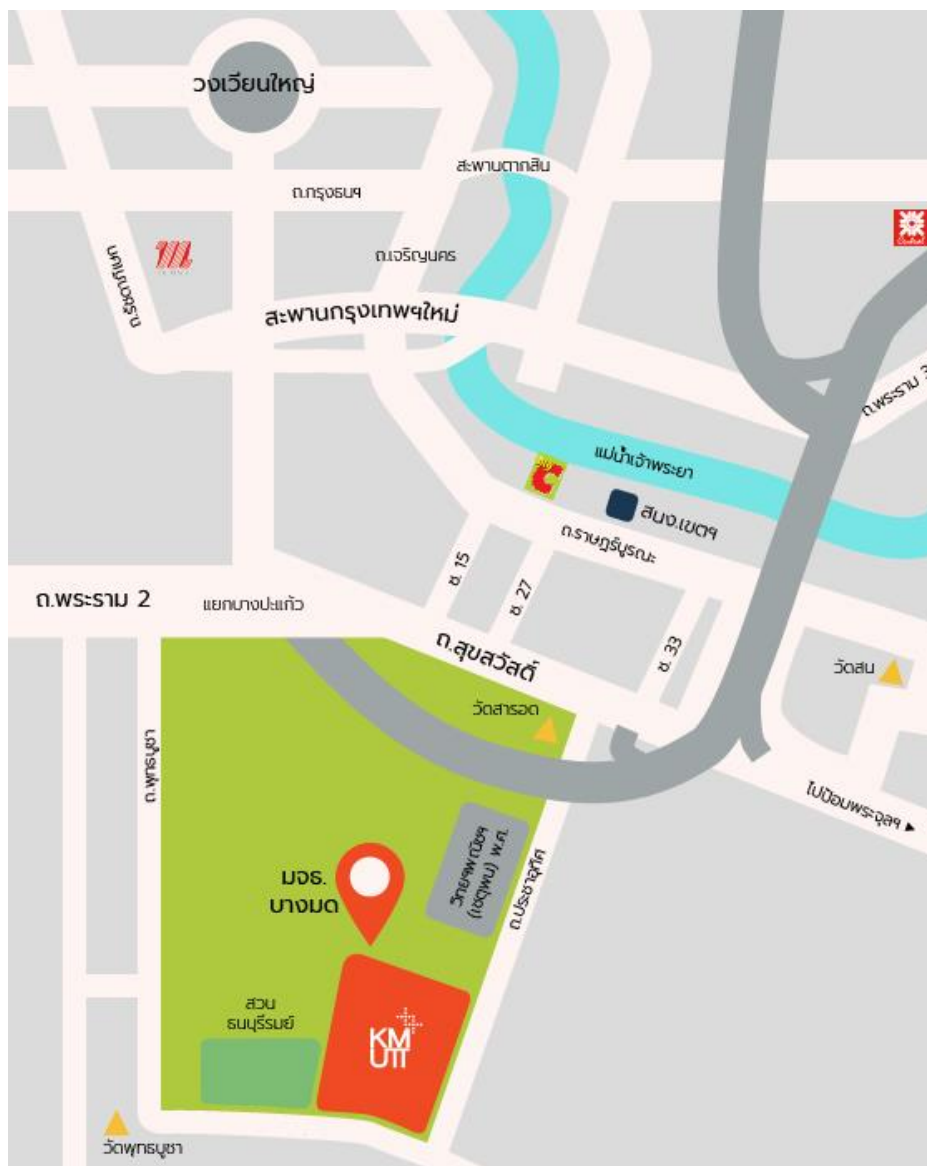 วงเวียนใหญ่
สะพานตากสิน
ถ.กรุงธนฯ
ถ.เจริญนคร
ถ.รัชดาภิเษก
สะพานกรุงเทพฯใหม่
ถ.พระราม 3
แม่น้ำเจ้าพระยา
สนง.เขตฯ
ถ.ราษฎร์บูรณะ
ซ. 15
ซ. 27
ซ. 33
ถ.พระราม 2
แยกบางปะแก้ว
ถ.สุขสวัสดิ์
วัดสน
วัดสารอด
ถ.พุทธบูชา
ไปป้อมพระจุลฯ
วิทยฯพณิชฯ
(เชตุพน) พ.ศ.
ถ.ประชาอุทิศ
มจธ.
บางมด
สวน
ธนบุรีรมย์
KM
UTT
วัดพุทธบูชา